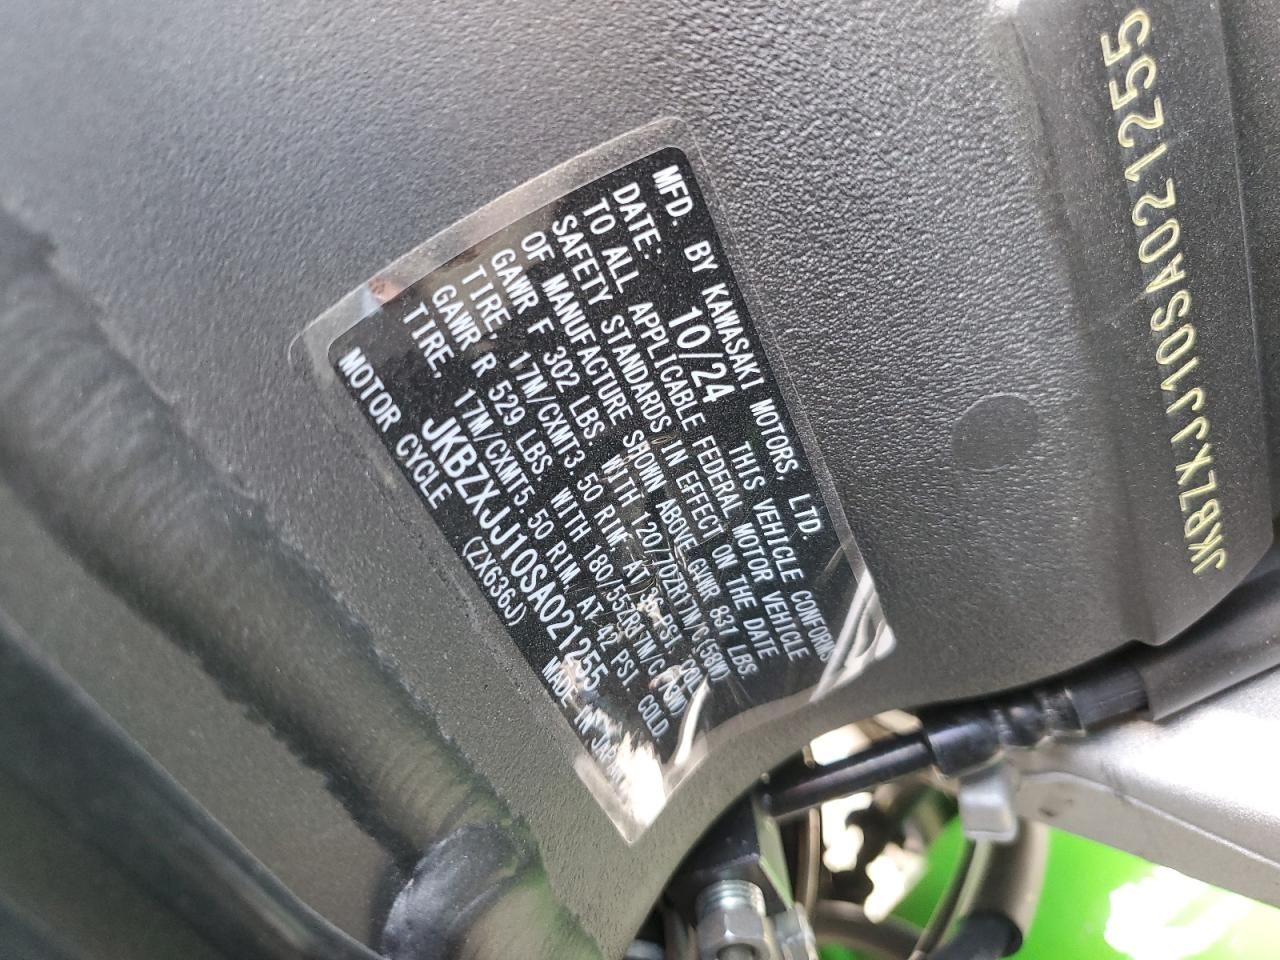 MFD. BY KAWASAKI MOTORS, LTD.
DATE: 10/24 THIS VEHICLE CONFORMS
TO ALL APPLICABLE FEDERAL MOTOR VEHICLE
SAFETY STANDARDS IN EFFECT ON THE DATE
OF MANUFACTURE SHOWN ABOVE GVWR 831 LBS.
GAWR F 302 LBS. WITH 120/70ZR17M/C(58W)
TIRE, 17M/CXMT3.50 RIM, AT 36 PSI. COLD.
GAWR R 529 LBS. WITH 180/55ZR17M/C(73W)
TIRE, 17M/CXMT5.50 RIM, AT 42 PSI. COLD.
JKBZXJJ10SA021255
MOTOR CYCLE (ZX636J) MADE IN JAPAN
JKBZXJJ10SA021255